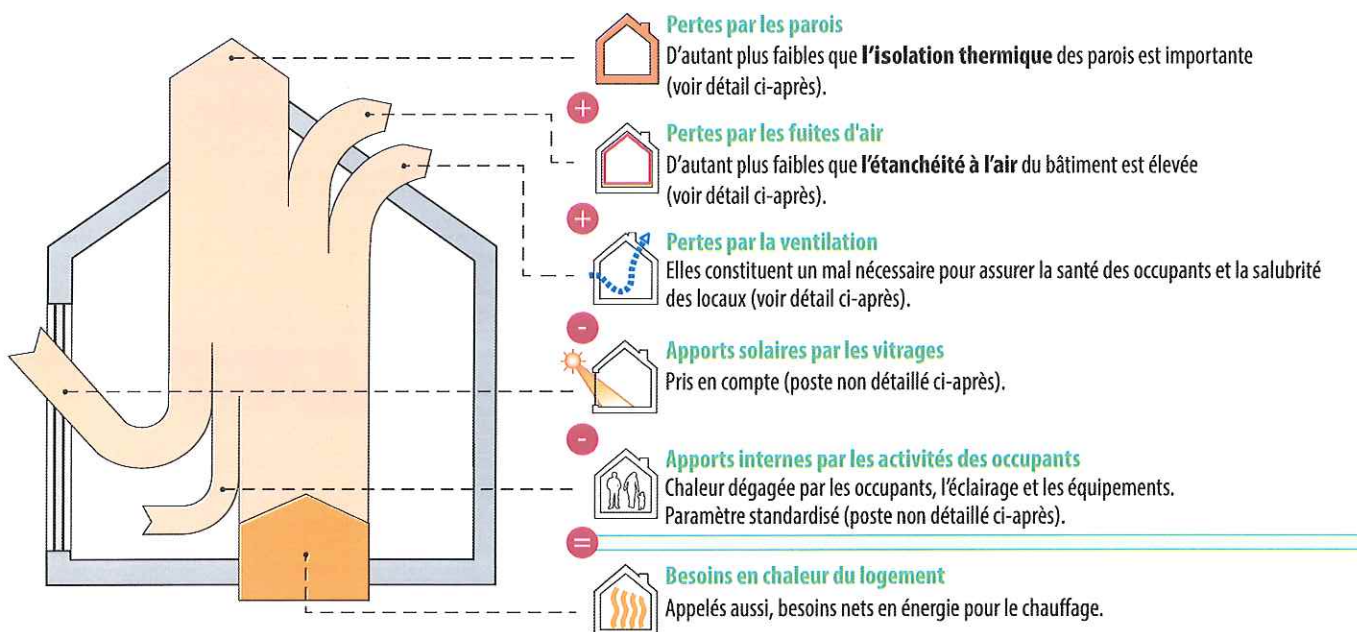 Pertes par les parois
D'autant plus faibles que l'isolation thermique des parois est importante
(voir détail ci-après).
+
Pertes par les fuites d'air
D'autant plus faibles que l'étanchéité à l'air du bâtiment est élevée
(voir détail ci-après).
+
Pertes par la ventilation
Elles constituent un mal nécessaire pour assurer la santé des occupants et la salubrité
des locaux (voir détail ci-après).
-
Apports solaires par les vitrages
Pris en compte (poste non détaillé ci-après).
-
Apports internes par les activités des occupants
Chaleur dégagée par les occupants, l'éclairage et les équipements.
Paramètre standardisé (poste non détaillé ci-après).
=
Besoins en chaleur du logement
Appelés aussi, besoins nets en énergie pour le chauffage.